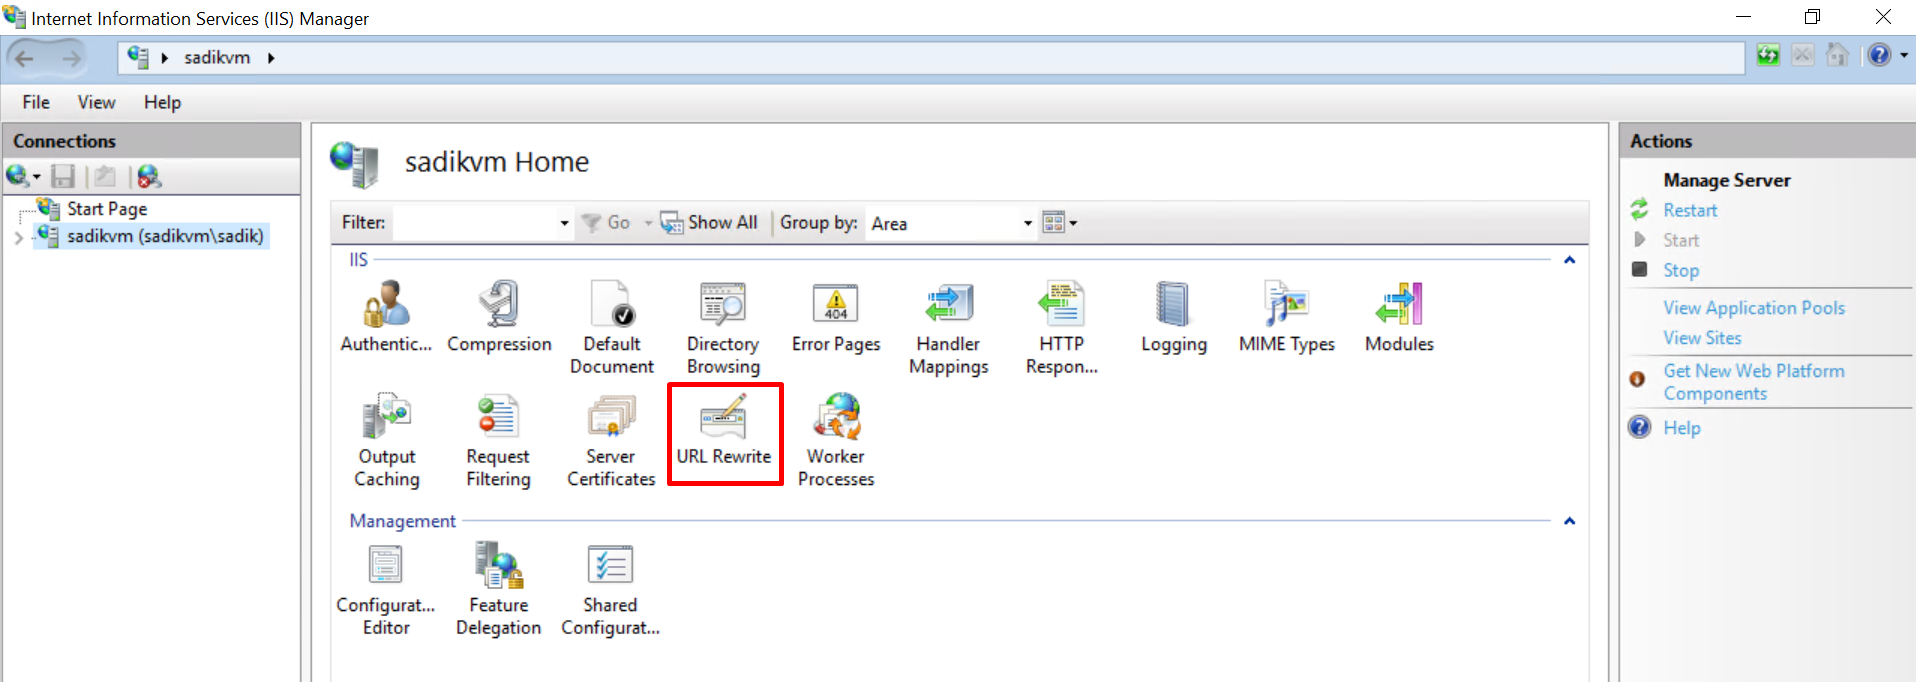 Internet Information Services (IIS) Manager
sadikvm
File View Help
Connections
Start Page
sadikvm (sadikvm\sadik)
sadikvm Home
Filter: Go Show All Group by: Area
IIS
Authentic... Compression Default Document Directory Browsing Error Pages Handler Mappings HTTP Respon... Logging MIME Types Modules
404
Output Caching Request Filtering Server Certificates URL Rewrite Worker Processes
Management
Configurat... Editor Feature Delegation Shared Configurat...
Actions
Manage Server
Restart
Start
Stop
View Application Pools
View Sites
Get New Web Platform
Components
Help